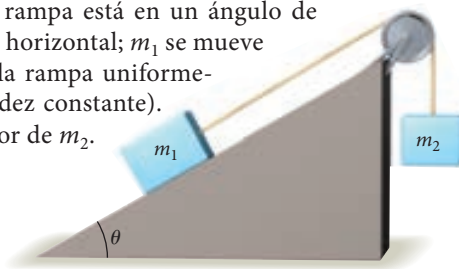 rampa está en un ángulo de
horizontal; m₁ se mueve
la rampa uniforme-
dez constante).
or de m₂.
m₁
m₂
θ